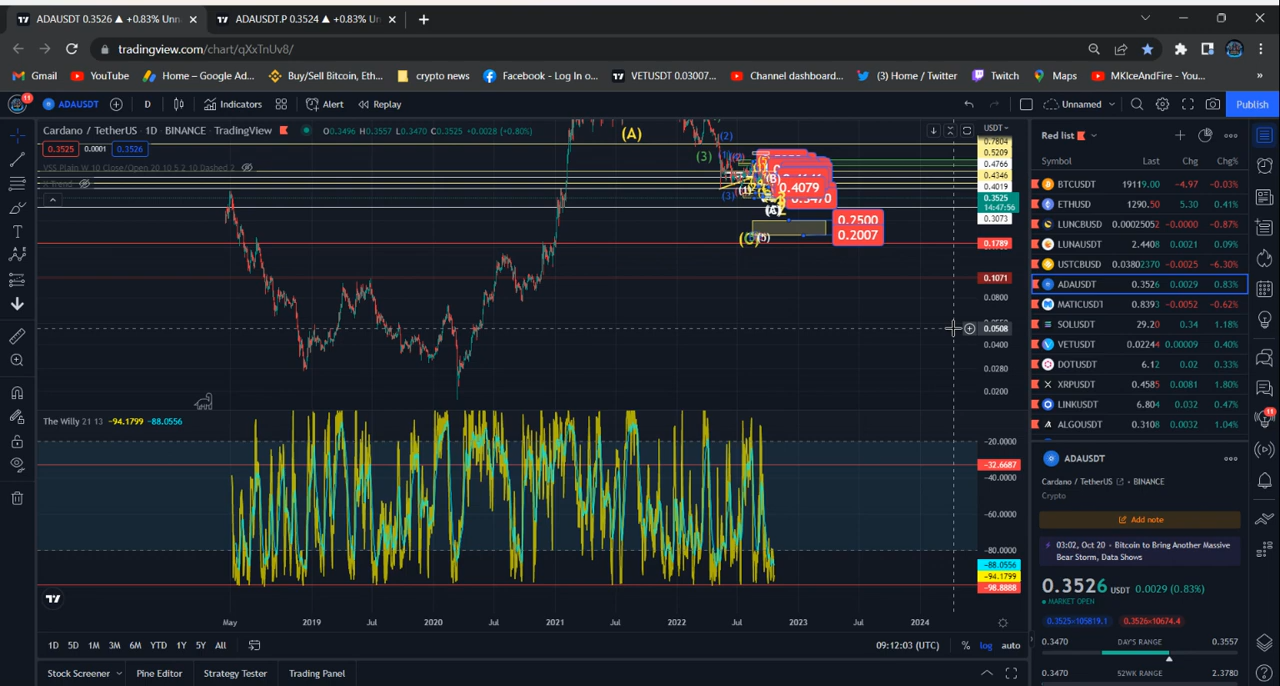 ADAUSDT 0.3526 ▲ +0.83% Unn
ADAUSDT.P 0.3524 ▲ +0.83% Un
tradingview.com/chart/qXxTnUv8/
Gmail YouTube Home – Google Ad... Buy/Sell Bitcoin, Eth... crypto news Facebook - Log In o... VETUSDT 0.03007... Channel dashboard... (3) Home / Twitter Twitch Maps MKIceAndFire - You... »
11 ADAUSDT D Indicators Alert Replay Unnamed Publish
Cardano / TetherUS · 1D · BINANCE · TradingView O0.3496 H0.3557 L0.3470 C0.3525 +0.0028 (+0.80%)
0.3525 0.0001 0.3526
VSS Plain W 10 Close/Open 20 10 5 2 10 Dashed 2
X Trend
(A)
(2)
(3)
(3)
(1)
0.4079
0.3470
0.2500
0.2007
(5)
USDT
0.7804
0.5209
0.4766
0.4346
0.4019
0.3525
14:47:56
0.3073
0.1789
0.1071
0.0800
0.0508
0.0400
0.0280
0.0200
The Willy 21 13 −94.1799 −88.0556
−20.0000
−32.6687
−40.0000
−60.0000
−80.0000
−88.0556
−94.1799
−98.8888
May 2019 Jul 2020 Jul 2021 Jul 2022 Jul 2023 Jul 2024
1D 5D 1M 3M 6M YTD 1Y 5Y All
09:12:03 (UTC) % log auto
Stock Screener Pine Editor Strategy Tester Trading Panel
Red list
Symbol Last Chg Chg%
BTCUSDT 19119.00 −4.97 −0.03%
ETHUSD 1290.50 5.30 0.41%
LUNCBUSD 0.00025052 −0.0000 −0.09%
LUNAUSDT 2.4408 0.0021 0.09%
USTCBUSD 0.03802370 −0.0025 −6.30%
ADAUSDT 0.3526 0.0029 0.83%
MATICUSD1 0.8393 −0.0052 −0.62%
SOLUSDT 29.20 0.34 1.18%
VETUSDT 0.02244 0.00009 0.40%
DOTUSDT 6.12 0.02 0.33%
XRPUSDT 0.4585 0.0081 1.80%
LINKUSDT 6.804 0.032 0.47%
ALGOUSDT 0.3108 0.0032 1.04%
ADAUSDT
Cardano / TetherUS · BINANCE
Crypto
Add note
03:02, Oct 20 · Bitcoin to Bring Another Massive
Bear Storm, Data Shows
0.3526 USDT 0.0029 (0.83%)
MARKET OPEN
0.3525×105819.1 0.3526×10674.4
0.3470 DAY'S RANGE 0.3557
0.3470 52WK RANGE 2.3780
11